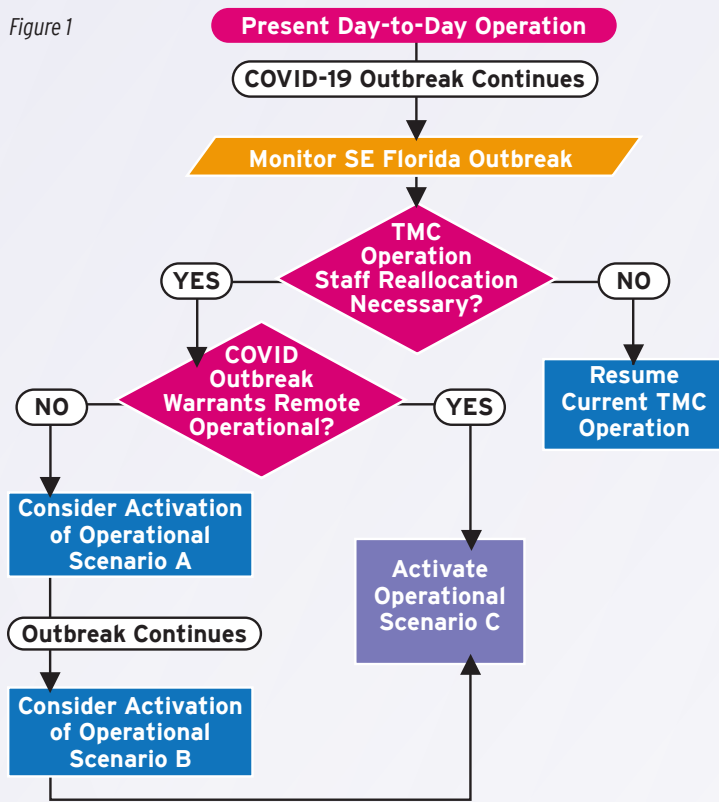 Figure 1
Present Day-to-Day Operation
COVID-19 Outbreak Continues
Monitor SE Florida Outbreak
TMC
Operation
Staff Reallocation
Necessary?
YES
NO
COVID
Outbreak
Warrants Remote
Operational?
Resume
Current TMC
Operation
NO
YES
Consider Activation
of Operational
Scenario A
Activate
Operational
Scenario C
Outbreak Continues
Consider Activation
of Operational
Scenario B